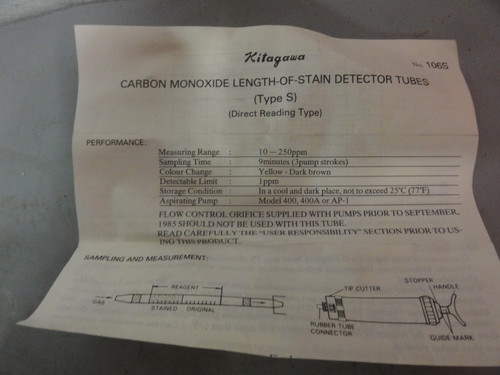 Kitagawa
No. 106S
CARBON MONOXIDE LENGTH-OF-STAIN DETECTOR TUBES
(Type S)
(Direct Reading Type)
PERFORMANCE:
Measuring Range : 10 — 250ppm
Sampling Time : 9minutes (3pump strokes)
Colour Change : Yellow - Dark brown
Detectable Limit : 1ppm
Storage Condition : In a cool and dark place, not to exceed 25°C (77°F)
Aspirating Pump : Model 400, 400A or AP-1
FLOW CONTROL ORIFICE SUPPLIED WITH PUMPS PRIOR TO SEPTEMBER,
1985 SHOULD NOT BE USED WITH THIS TUBE.
READ CAREFULLY THE "USER RESPONSIBILITY" SECTION PRIOR TO US-
ING THIS PRODUCT.
SAMPLING AND MEASUREMENT:
REAGENT
GAS
STAINED ORIGINAL
TIP CUTTER
STOPPER
HANDLE
RUBBER TUBE
CONNECTOR
GUIDE MARK